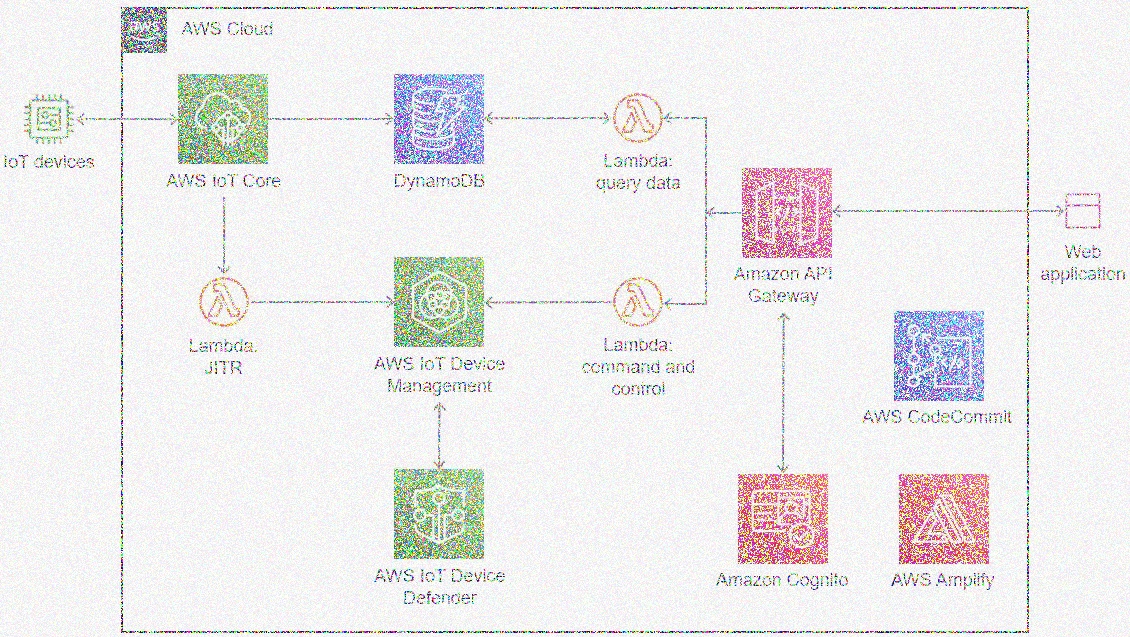 aws
AWS Cloud
IoT devices
AWS IoT Core
DynamoDB
Lambda:
query data
Amazon API
Gateway
Web
application
Lambda:
JITR
AWS IoT Device
Management
Lambda:
command and
control
AWS CodeCommit
AWS IoT Device
Defender
Amazon Cognito
AWS Amplify